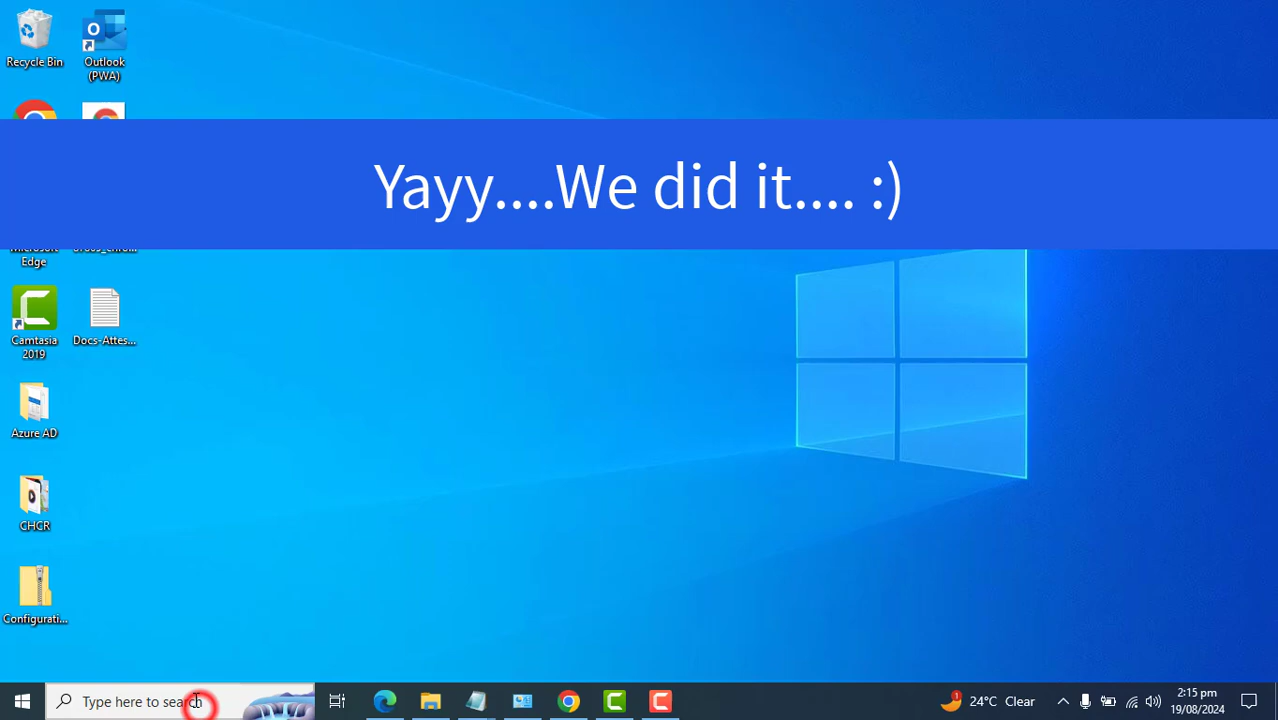 Recycle Bin
Outlook
(PWA)
Yayy....We did it.... :)
Edge
Camtasia
2019
Docs-Attes...
Azure AD
CHCR
Configurati...
Type here to search
1
24°C Clear
2:15 pm
19/08/2024